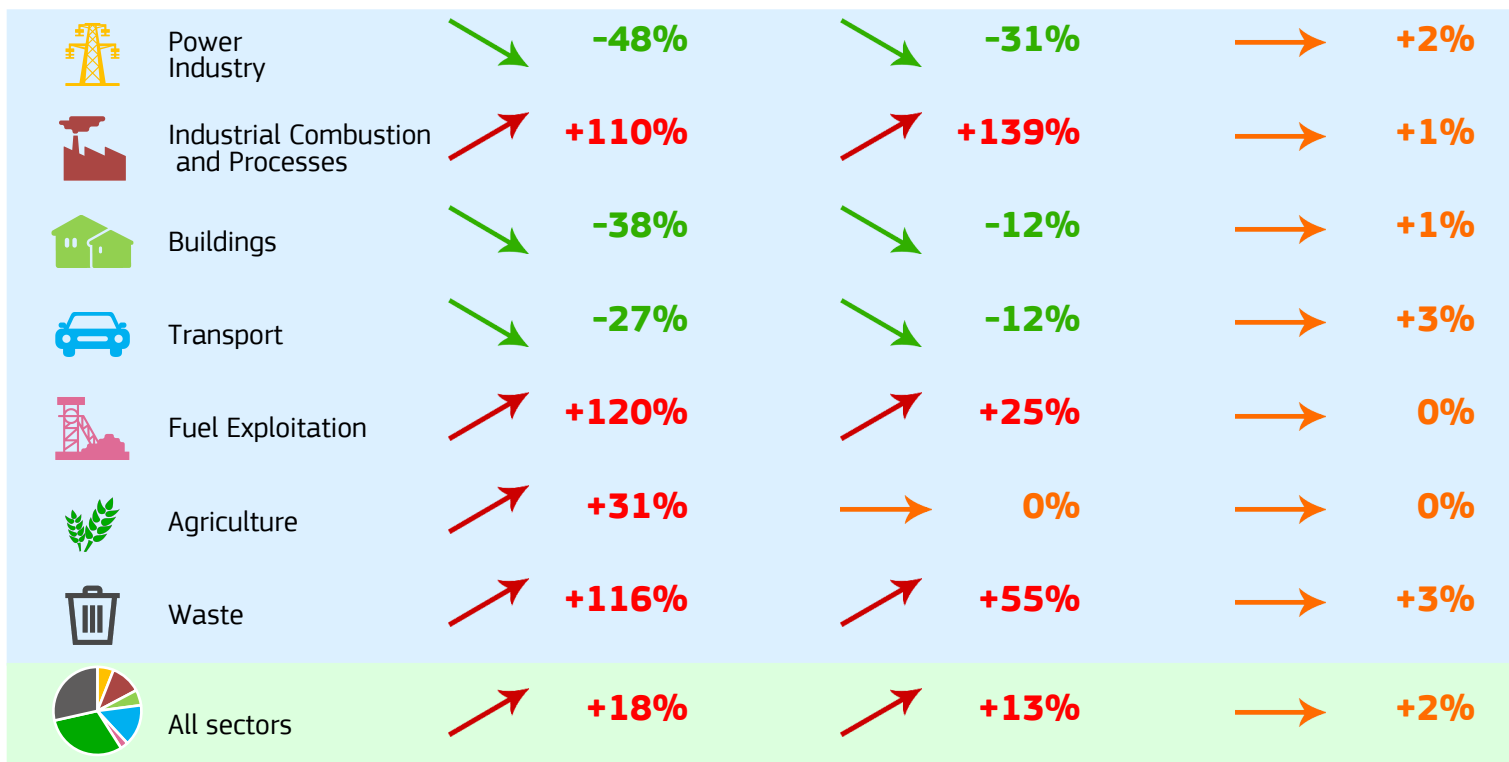 Power
Industry
-48%
-31%
+2%
Industrial Combustion
and Processes
+110%
+139%
+1%
Buildings
-38%
-12%
+1%
Transport
-27%
-12%
+3%
Fuel Exploitation
+120%
+25%
0%
Agriculture
+31%
0%
0%
Waste
+116%
+55%
+3%
All sectors
+18%
+13%
+2%